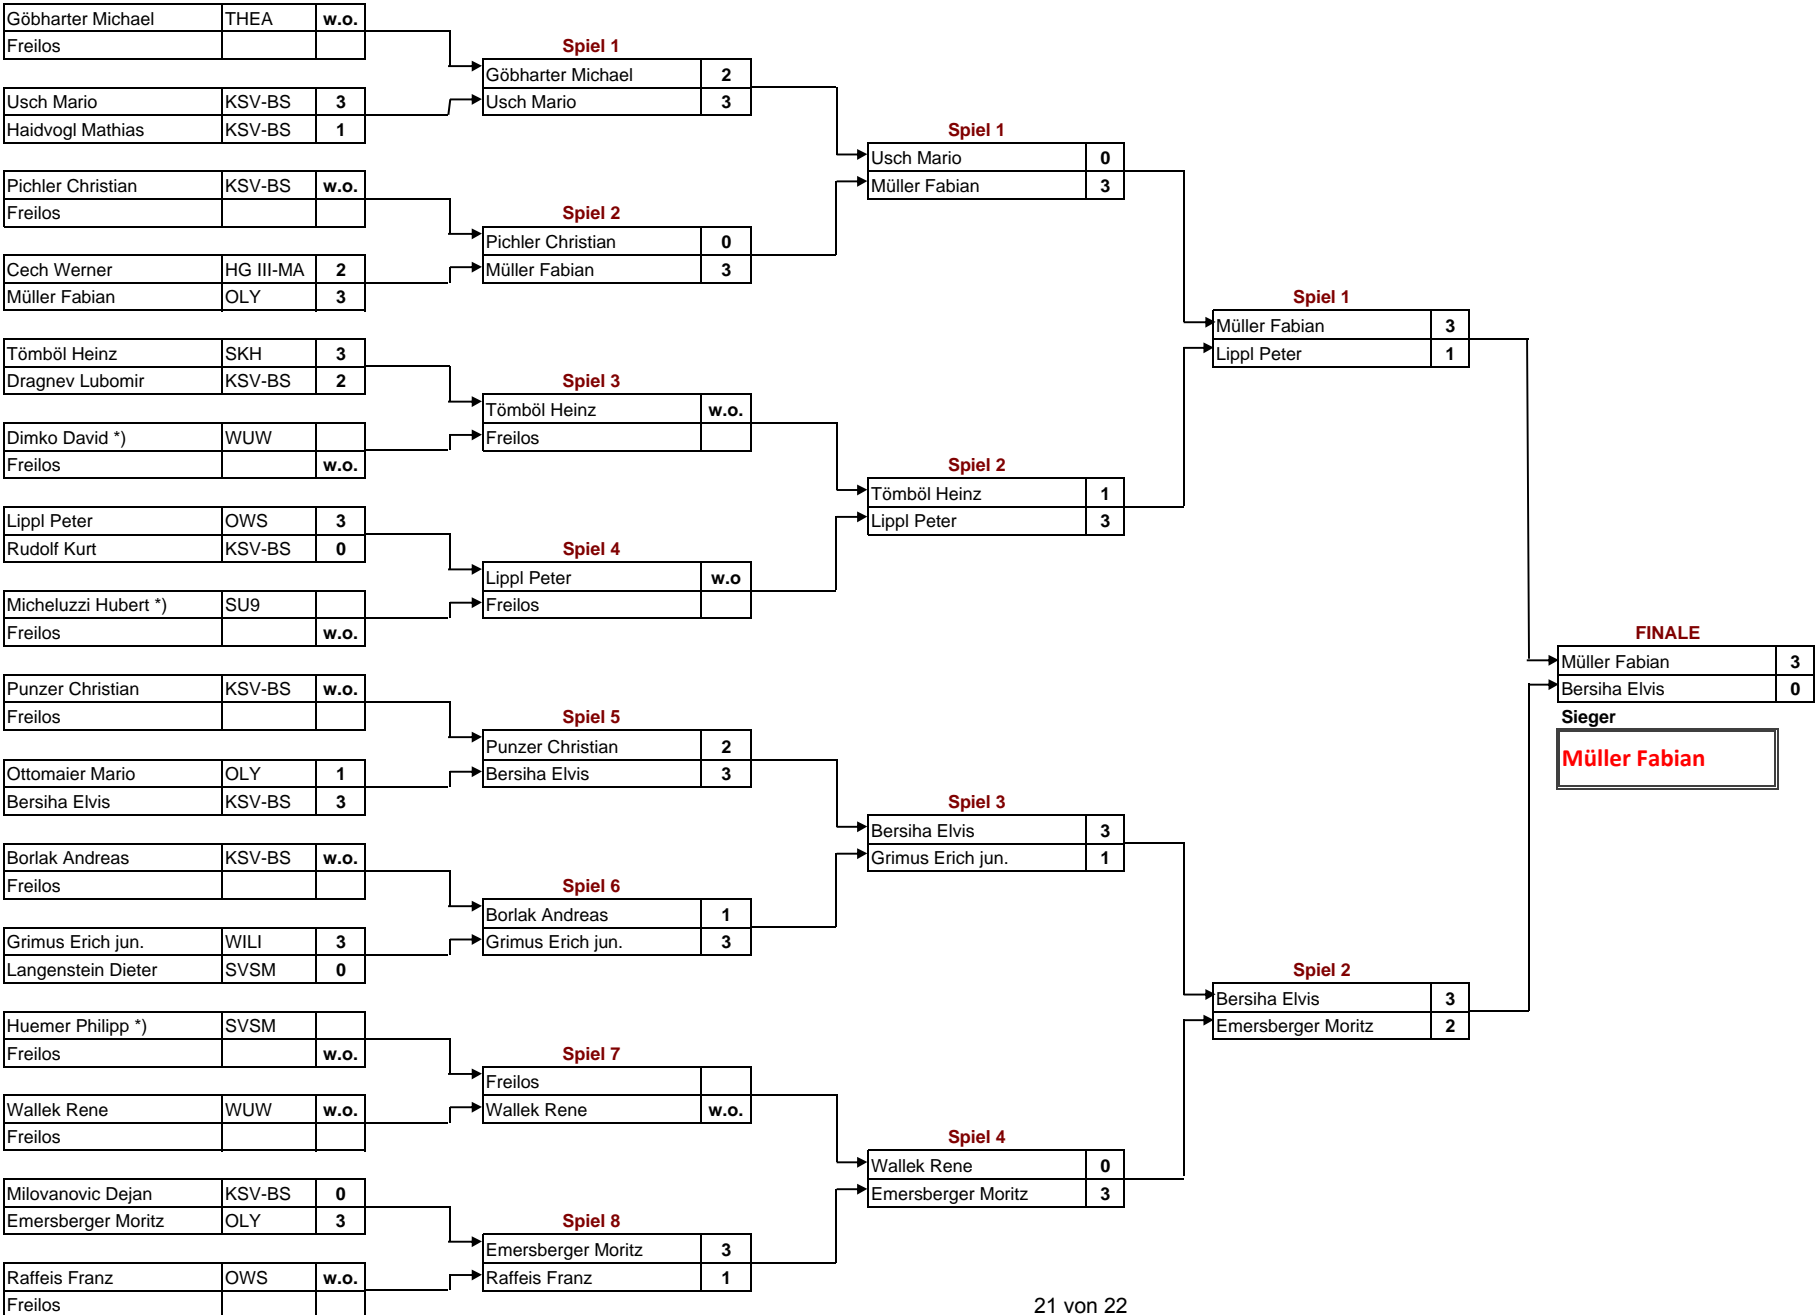 Göbharter Michael THEA w.o.
Freilos
Usch Mario KSV-BS 3
Haidvogl Mathias KSV-BS 1
Pichler Christian KSV-BS w.o.
Freilos
Cech Werner HG III-MA 2
Müller Fabian OLY 3
Tömböl Heinz SKH 3
Dragnev Lubomir KSV-BS 2
Dimko David *) WUW
Freilos w.o.
Lippl Peter OWS 3
Rudolf Kurt KSV-BS 0
Micheluzzi Hubert *) SU9
Freilos w.o.
Punzer Christian KSV-BS w.o.
Freilos
Ottomaier Mario OLY 1
Bersiha Elvis KSV-BS 3
Borlak Andreas KSV-BS w.o.
Freilos
Grimus Erich jun. WILI 3
Langenstein Dieter SVSM 0
Huemer Philipp *) SVSM
Freilos w.o.
Wallek Rene WUW w.o.
Freilos
Milovanovic Dejan KSV-BS 0
Emersberger Moritz OLY 3
Raffeis Franz OWS w.o.
Freilos
Spiel 1
Göbharter Michael 2
Usch Mario 3
Spiel 2
Pichler Christian 0
Müller Fabian 3
Spiel 3
Tömböl Heinz w.o.
Freilos
Spiel 4
Lippl Peter w.o
Freilos
Spiel 5
Punzer Christian 2
Bersiha Elvis 3
Spiel 6
Borlak Andreas 1
Grimus Erich jun. 3
Spiel 7
Freilos
Wallek Rene w.o.
Spiel 8
Emersberger Moritz 3
Raffeis Franz 1
Spiel 1
Usch Mario 0
Müller Fabian 3
Spiel 2
Tömböl Heinz 1
Lippl Peter 3
Spiel 3
Bersiha Elvis 3
Grimus Erich jun. 1
Spiel 4
Wallek Rene 0
Emersberger Moritz 3
Spiel 1
Müller Fabian 3
Lippl Peter 1
Spiel 2
Bersiha Elvis 3
Emersberger Moritz 2
FINALE
Müller Fabian 3
Bersiha Elvis 0
Sieger
Müller Fabian
21 von 22